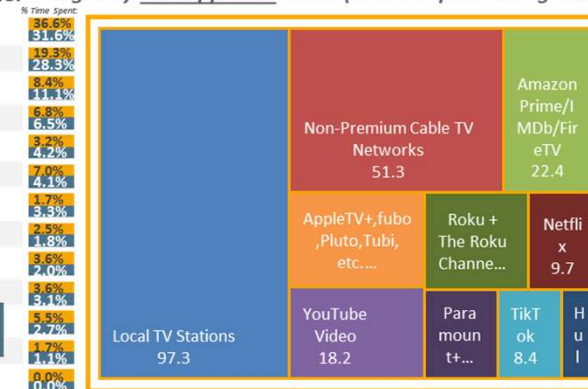 % Time Spent:
36.6%
31.6%
19.3%
28.3%
8.4%
11.1%
6.8%
6.5%
3.2%
4.2%
7.0%
4.1%
1.7%
3.3%
2.5%
1.8%
3.6%
2.0%
3.6%
3.1%
5.5%
2.7%
1.7%
1.1%
0.0%
0.0%
Local TV Stations
97.3
Non-Premium Cable TV
Networks
51.3
Amazon
Prime/I
MDb/Fir
eTV
22.4
AppleTV+,fubo
,Pluto,Tubi,
etc....
Roku +
The Roku
Channe...
Netfli
x
9.7
YouTube
Video
18.2
Para
moun
t+...
TikT
ok
8.4
H
u
l